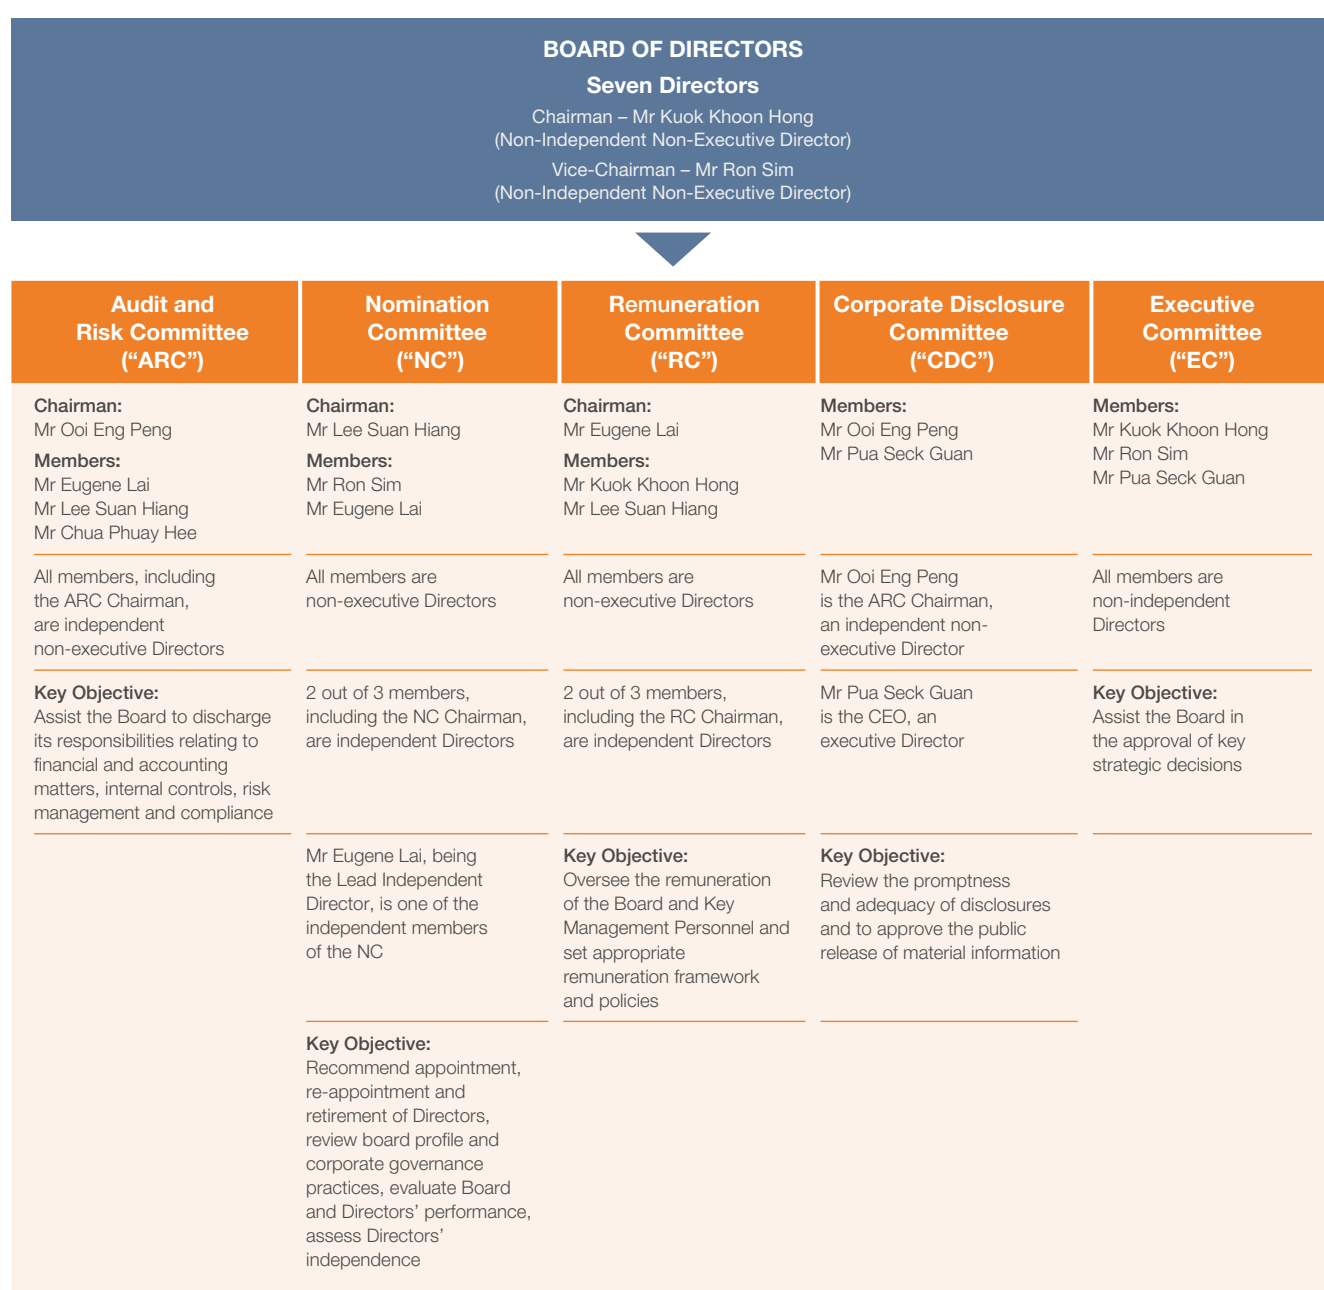 BOARD OF DIRECTORS
Seven Directors
Chairman – Mr Kuok Khoon Hong
(Non-Independent Non-Executive Director)
Vice-Chairman – Mr Ron Sim
(Non-Independent Non-Executive Director)
Audit and
Risk Committee
(“ARC”)
Chairman:
Mr Ooi Eng Peng
Members:
Mr Eugene Lai
Mr Lee Suan Hiang
Mr Chua Phuay Hee
All members, including
the ARC Chairman,
are independent
non-executive Directors
Key Objective:
Assist the Board to discharge
its responsibilities relating to
financial and accounting
matters, internal controls, risk
management and compliance
Nomination
Committee
(“NC”)
Chairman:
Mr Lee Suan Hiang
Members:
Mr Ron Sim
Mr Eugene Lai
All members are
non-executive Directors
2 out of 3 members,
including the NC Chairman,
are independent Directors
Mr Eugene Lai, being
the Lead Independent
Director, is one of the
independent members
of the NC
Key Objective:
Recommend appointment,
re-appointment and
retirement of Directors,
review board profile and
corporate governance
practices, evaluate Board
and Directors’ performance,
assess Directors’
independence
Remuneration
Committee
(“RC”)
Chairman:
Mr Eugene Lai
Members:
Mr Kuok Khoon Hong
Mr Lee Suan Hiang
All members are
non-executive Directors
2 out of 3 members,
including the RC Chairman,
are independent Directors
Key Objective:
Oversee the remuneration
of the Board and Key
Management Personnel and
set appropriate
remuneration framework
and policies
Corporate Disclosure
Committee
(“CDC”)
Members:
Mr Ooi Eng Peng
Mr Pua Seck Guan
Mr Ooi Eng Peng
is the ARC Chairman,
an independent non-
executive Director
Mr Pua Seck Guan
is the CEO, an
executive Director
Key Objective:
Review the promptness
and adequacy of disclosures
and to approve the public
release of material information
Executive
Committee
(“EC”)
Members:
Mr Kuok Khoon Hong
Mr Ron Sim
Mr Pua Seck Guan
All members are
non-independent
Directors
Key Objective:
Assist the Board in
the approval of key
strategic decisions